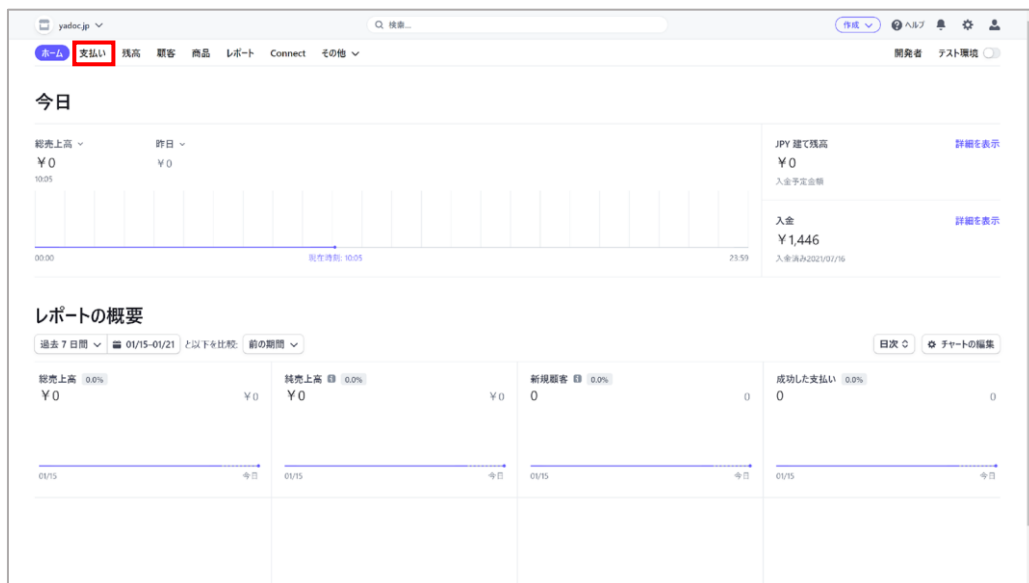 yadoc.jp
検索...
作成
ヘルプ
ホーム 支払い 残高 顧客 商品 レポート Connect その他
開発者 テスト環境
今日
総売上高 昨日
¥0 ¥0
10:05
00:00 現在時刻: 10:05 23:59
JPY 建て残高 詳細を表示
¥0
入金予定金額
入金 詳細を表示
¥1,446
入金済み2021/07/16
レポートの概要
過去 7 日間 01/15–01/21 と以下を比較: 前の期間
日次 チャートの編集
総売上高 0.0%
¥0 ¥0
01/15 今日
純売上高 0.0%
¥0 ¥0
01/15 今日
新規顧客 0.0%
0 0
01/15 今日
成功した支払い 0.0%
0 0
01/15 今日